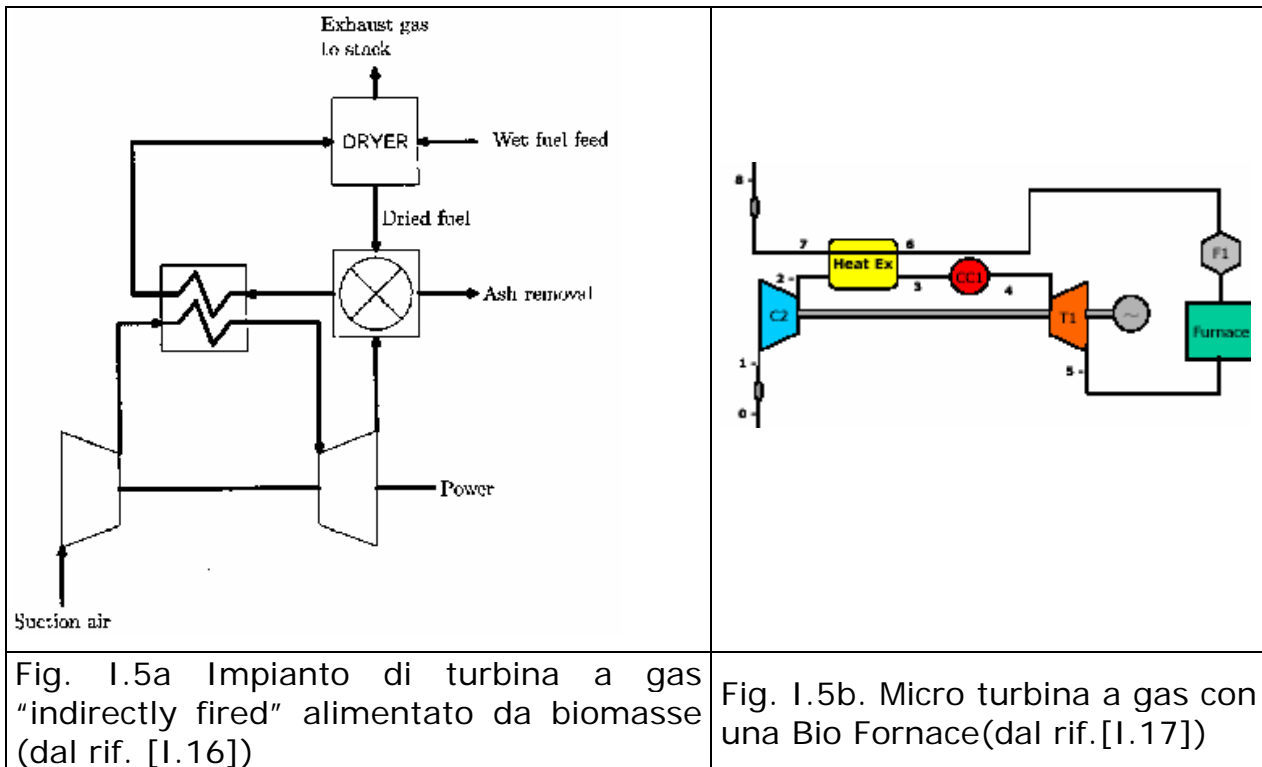 Exhaust gas
to stack
DRYER
Wet fuel feed
Dried fuel
Ash removal
Power
Suction air
8
7
6
Heat Ex
2
3
CC1
4
F1
C2
T1
~
Furnace
1
5
0
Fig. I.5a Impianto di turbina a gas
“indirectly fired” alimentato da biomasse
(dal rif. [I.16])
Fig. I.5b. Micro turbina a gas con
una Bio Fornace(dal rif.[I.17])